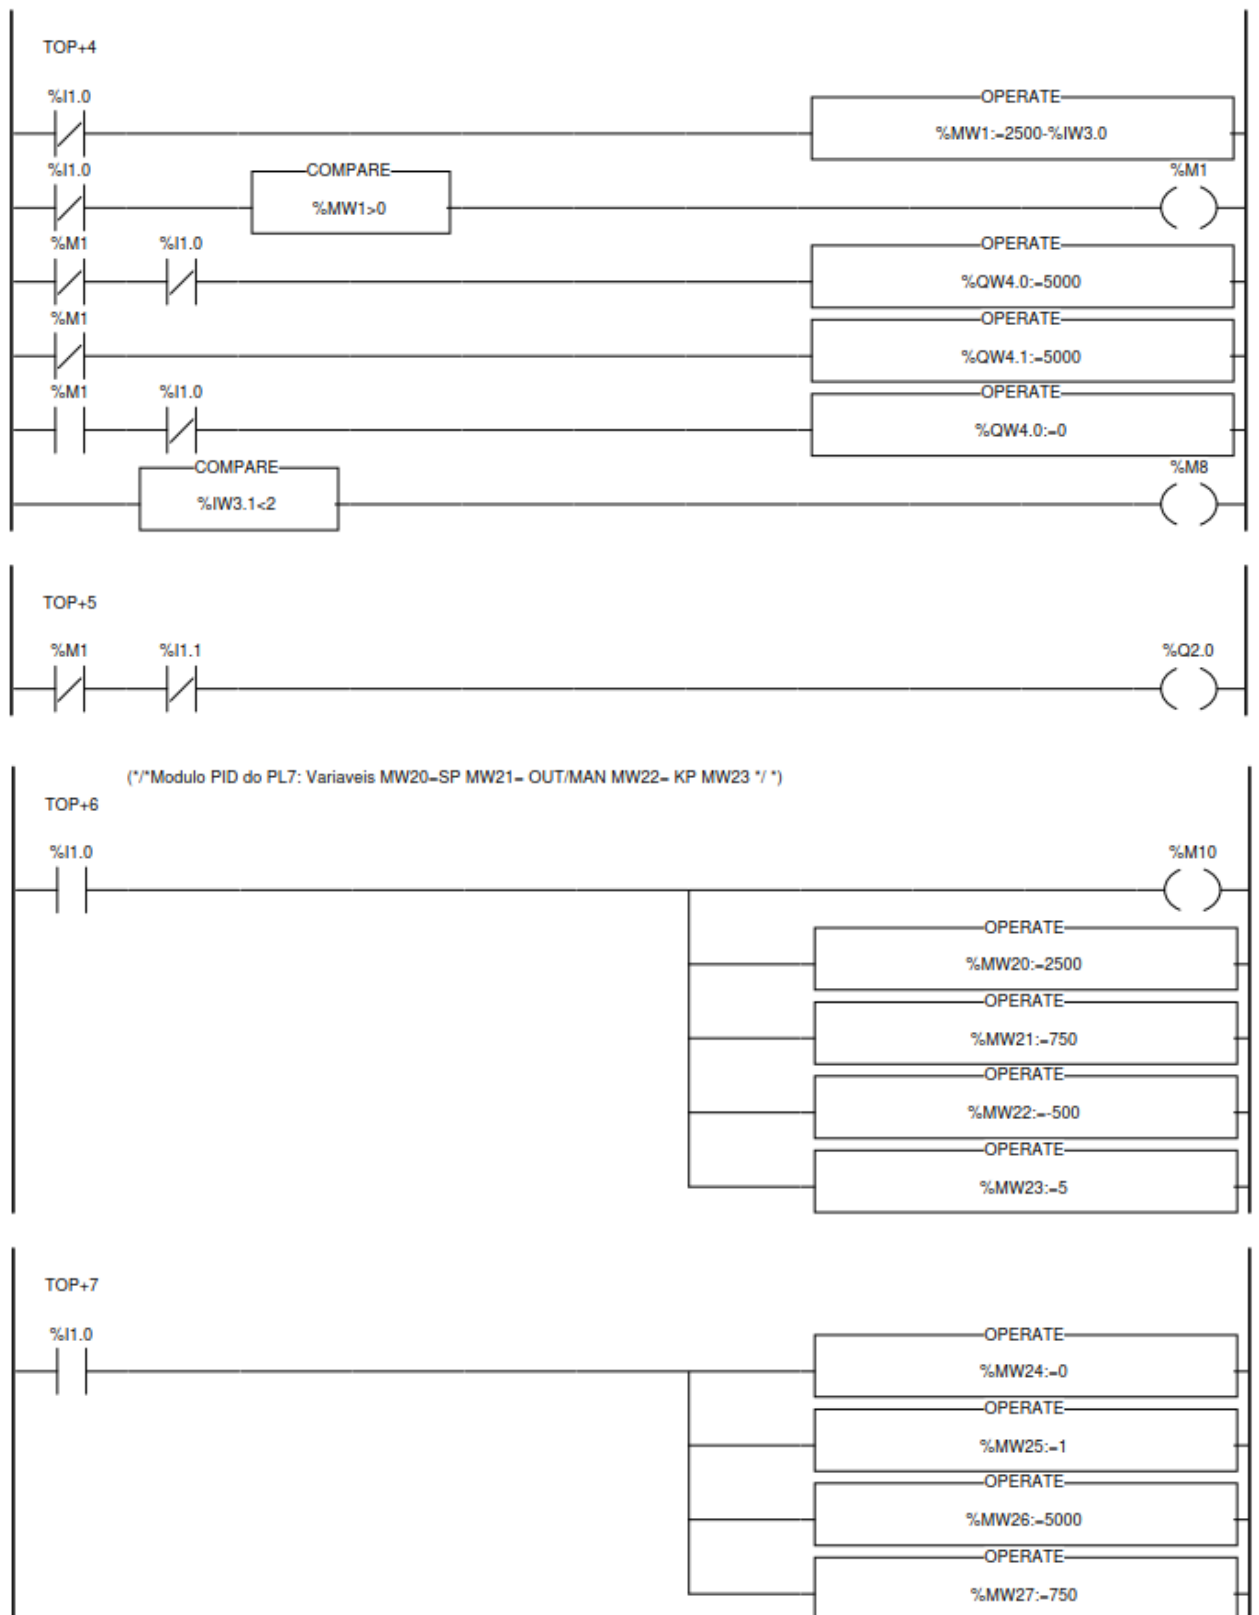 TOP+4
%I1.0
OPERATE
%MW1:=2500-%IW3.0
%I1.0
COMPARE
%MW1>0
%M1
%M1 %I1.0
OPERATE
%QW4.0:=5000
%M1
OPERATE
%QW4.1:=5000
%M1 %I1.0
OPERATE
%QW4.0:=0
COMPARE
%IW3.1<2
%M8
TOP+5
%M1 %I1.1 %Q2.0
(*/*Modulo PID do PL7: Variaveis MW20=SP MW21= OUT/MAN MW22= KP MW23 */ *)
TOP+6
%I1.0 %M10
OPERATE
%MW20:=2500
OPERATE
%MW21:=750
OPERATE
%MW22:=-500
OPERATE
%MW23:=5
TOP+7
%I1.0
OPERATE
%MW24:=0
OPERATE
%MW25:=1
OPERATE
%MW26:=5000
OPERATE
%MW27:=750